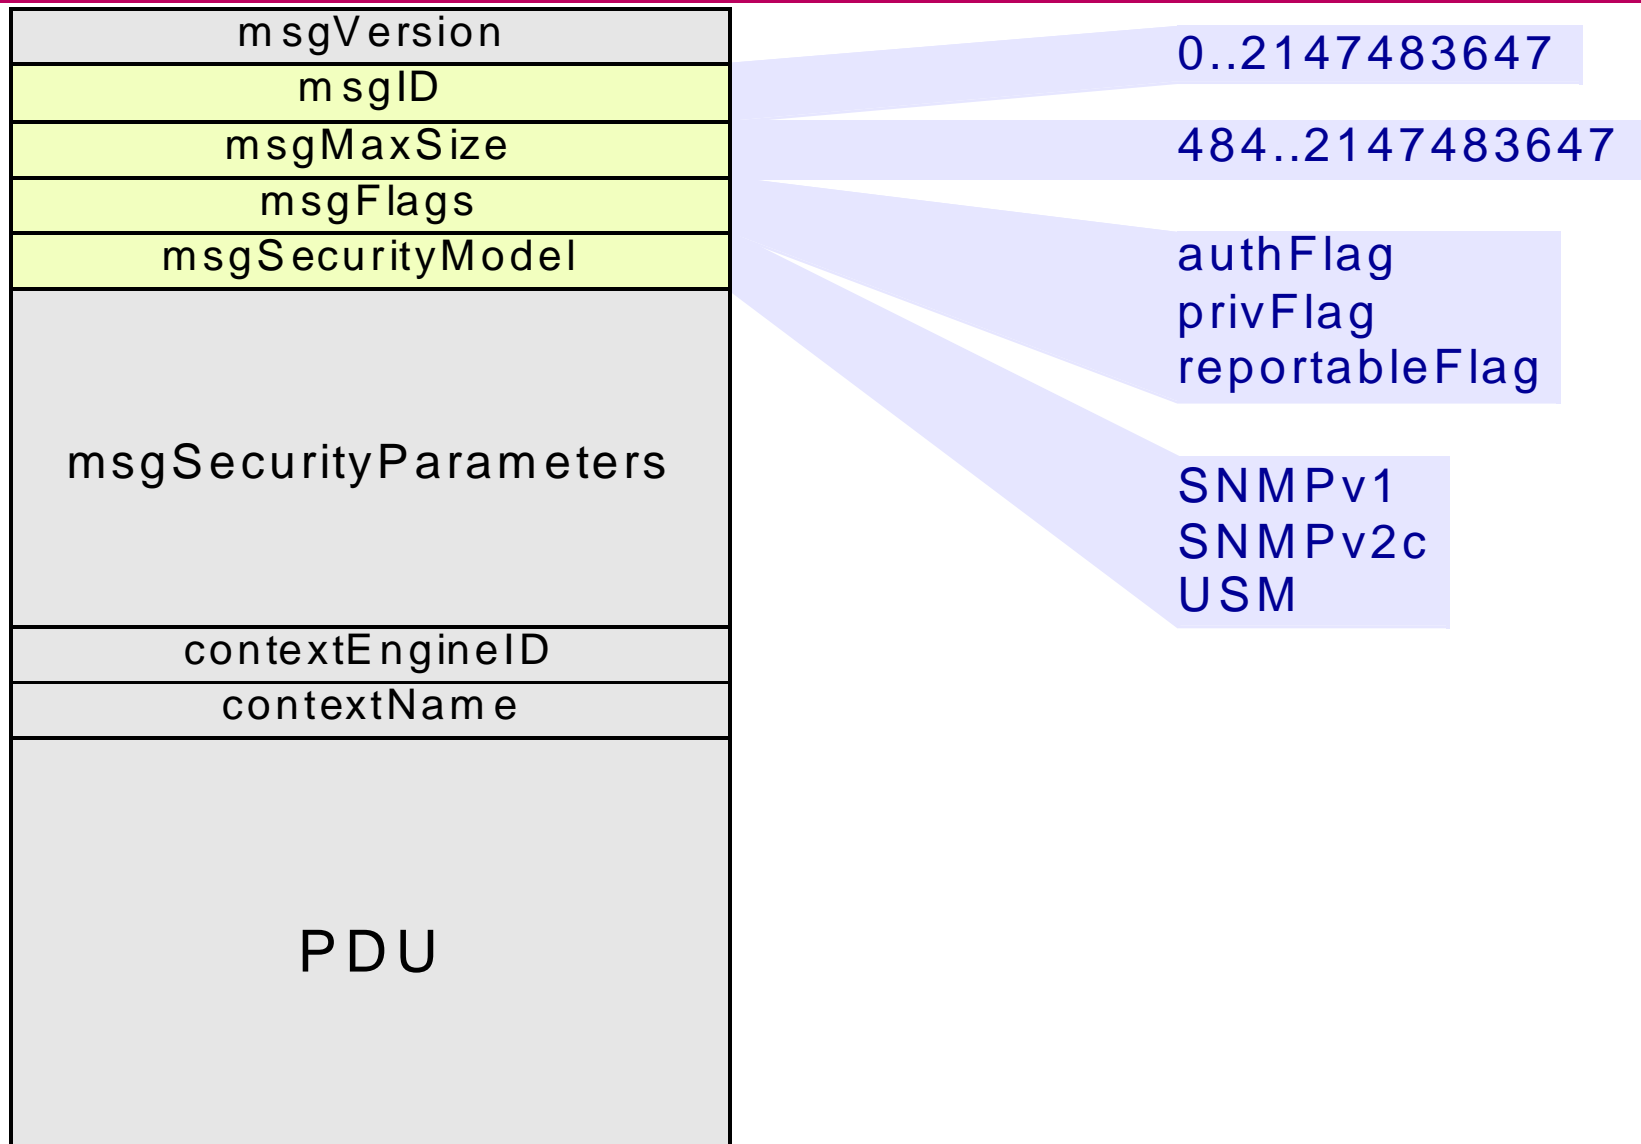 msgVersion
msgID
msgMaxSize
msgFlags
msgSecurityModel
msgSecurityParameters
contextEngineID
contextName
PDU
0..2147483647
484..2147483647
authFlag
privFlag
reportableFlag
SNMPv1
SNMPv2c
USM